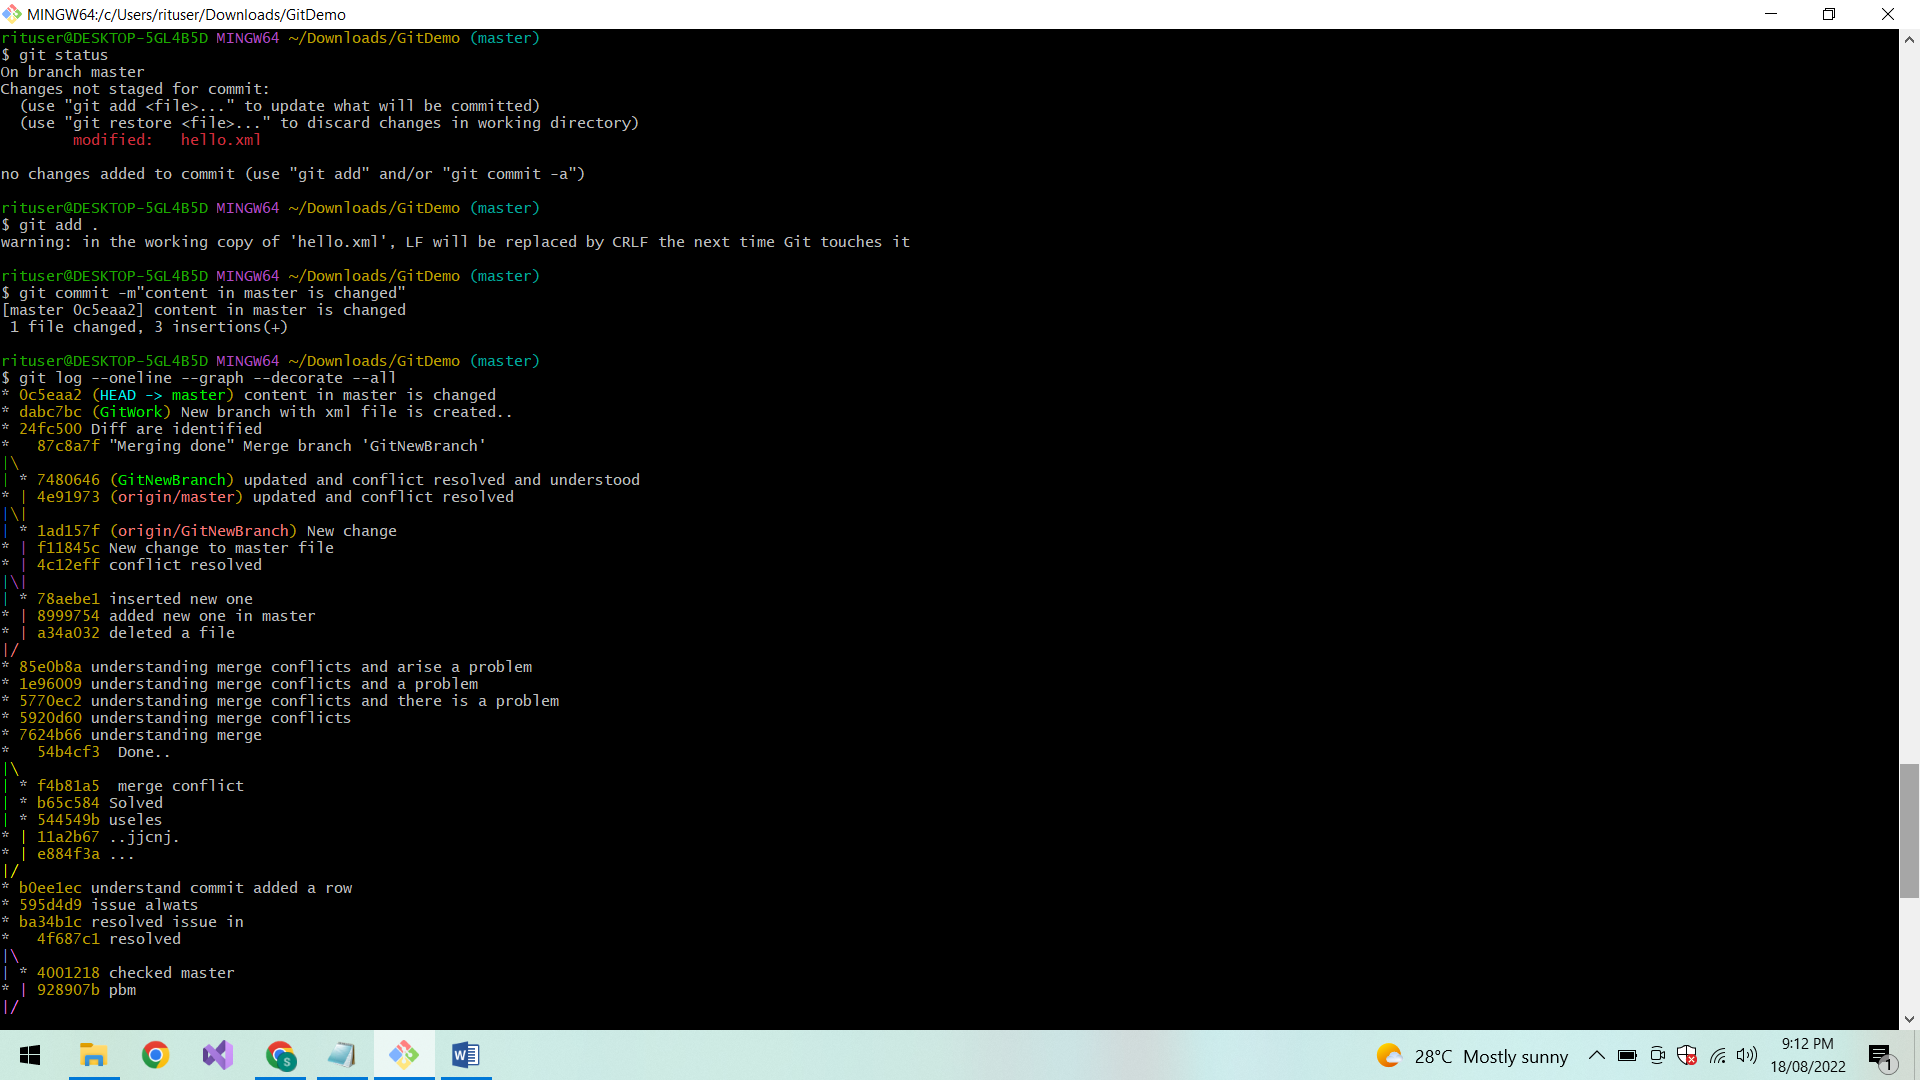 MINGW64:/c/Users/rituser/Downloads/GitDemo
rituser@DESKTOP-5GL4B5D MINGW64 ~/Downloads/GitDemo (master)
$ git status
On branch master
Changes not staged for commit:
  (use "git add <file>..." to update what will be committed)
  (use "git restore <file>..." to discard changes in working directory)
        modified:   hello.xml

no changes added to commit (use "git add" and/or "git commit -a")

rituser@DESKTOP-5GL4B5D MINGW64 ~/Downloads/GitDemo (master)
$ git add .
warning: in the working copy of 'hello.xml', LF will be replaced by CRLF the next time Git touches it

rituser@DESKTOP-5GL4B5D MINGW64 ~/Downloads/GitDemo (master)
$ git commit -m"content in master is changed"
[master 0c5eaa2] content in master is changed
 1 file changed, 3 insertions(+)

rituser@DESKTOP-5GL4B5D MINGW64 ~/Downloads/GitDemo (master)
$ git log --oneline --graph --decorate --all
* 0c5eaa2 (HEAD -> master) content in master is changed
* dabc7bc (GitWork) New branch with xml file is created..
* 24fc500 Diff are identified
*   87c8a7f "Merging done" Merge branch 'GitNewBranch'
|\
| * 7480646 (GitNewBranch) updated and conflict resolved and understood
* | 4e91973 (origin/master) updated and conflict resolved
|\|
| * 1ad157f (origin/GitNewBranch) New change
* | f11845c New change to master file
* | 4c12eff conflict resolved
|\|
| * 78aebe1 inserted new one
* | 8999754 added new one in master
* | a34a032 deleted a file
|/
* 85e0b8a understanding merge conflicts and arise a problem
* 1e96009 understanding merge conflicts and a problem
* 5770ec2 understanding merge conflicts and there is a problem
* 5920d60 understanding merge conflicts
* 7624b66 understanding merge
*   54b4cf3  Done..
|\
| * f4b81a5  merge conflict
| * b65c584 Solved
| * 544549b useles
* | 11a2b67 ..jjcnj.
* | e884f3a ...
|/
* b0ee1ec understand commit added a row
* 595d4d9 issue alwats
* ba34b1c resolved issue in
*   4f687c1 resolved
|\
| * 4001218 checked master
* | 928907b pbm
|/
S
28°C Mostly sunny
9:12 PM
18/08/2022
1